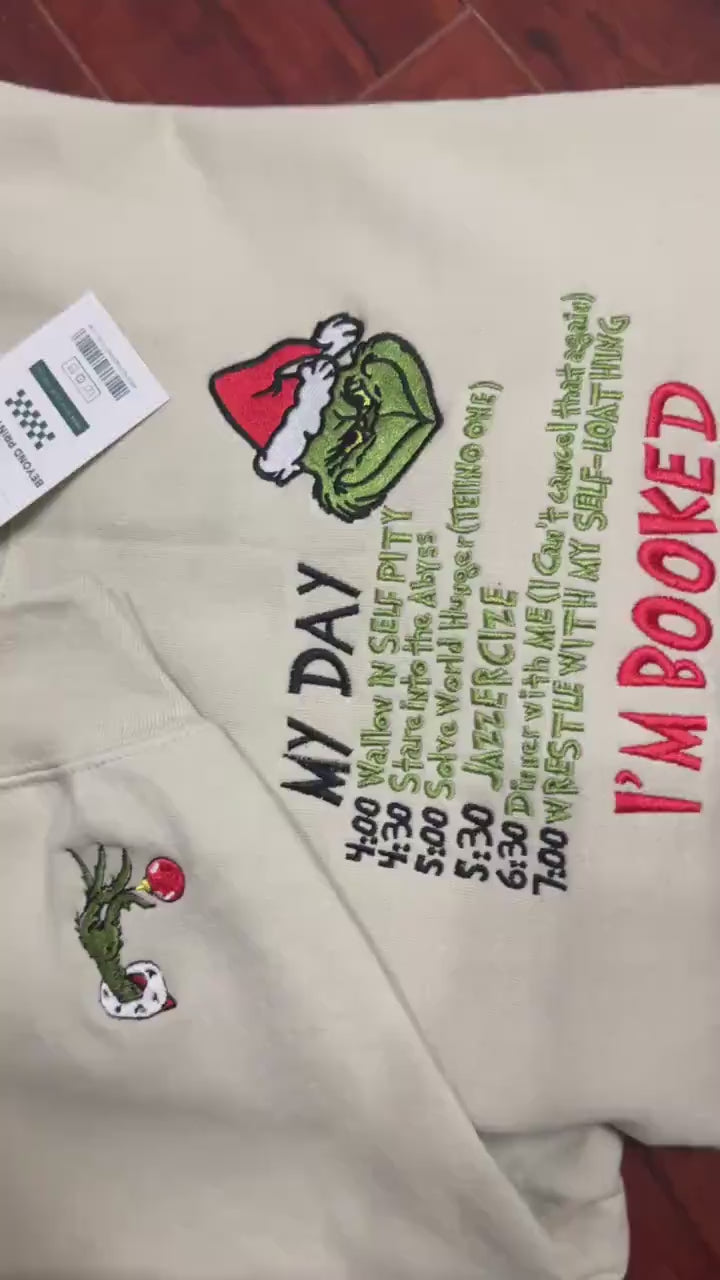 MY DAY
4:00 Wallow IN SELF PITY
4:30 Stare into the Abyss
5:00 Solve World Hunger (TELL NO ONE)
5:30 JAZZERCIZE
6:30 Dinner with ME (I Can't cancel that again)
7:00 WRESTLE WITH MY SELF-LOATHING
I'M BOOKED